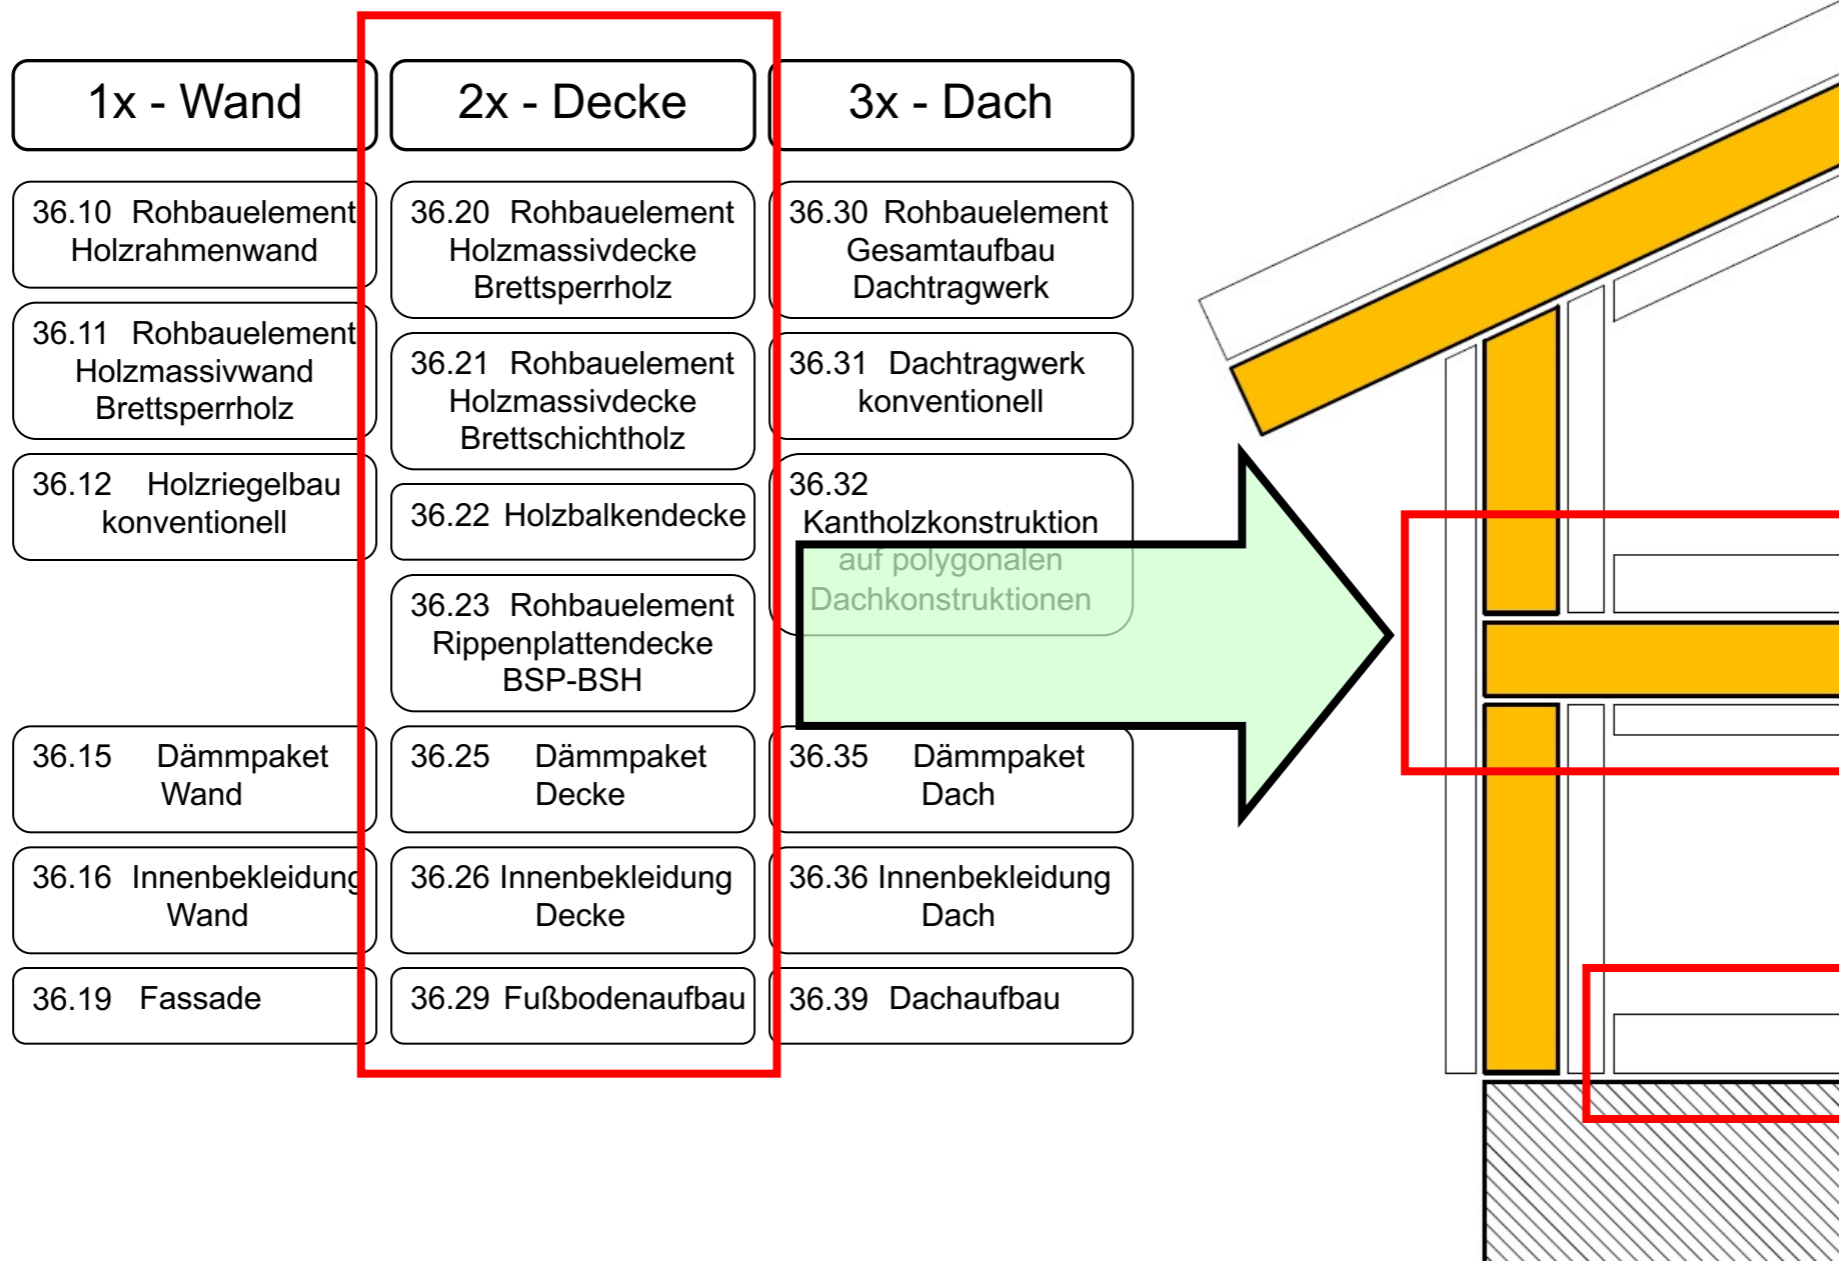 1x - Wand
36.10 Rohbauelement
Holzrahmenwand
36.11 Rohbauelement
Holzmassivwand
Brettsperrholz
36.12 Holzriegelbau
konventionell
36.15 Dämmpaket
Wand
36.16 Innenbekleidung
Wand
36.19 Fassade
2x - Decke
36.20 Rohbauelement
Holzmassivdecke
Brettsperrholz
36.21 Rohbauelement
Holzmassivdecke
Brettschichtholz
36.22 Holzbalkendecke
36.23 Rohbauelement
Rippenplattendecke
BSP-BSH
36.25 Dämmpaket
Decke
36.26 Innenbekleidung
Decke
36.29 Fußbodenaufbau
3x - Dach
36.30 Rohbauelement
Gesamtaufbau
Dachtragwerk
36.31 Dachtragwerk
konventionell
36.32
Kantholzkonstruktion
auf polygonalen
Dachkonstruktionen
36.35 Dämmpaket
Dach
36.36 Innenbekleidung
Dach
36.39 Dachaufbau